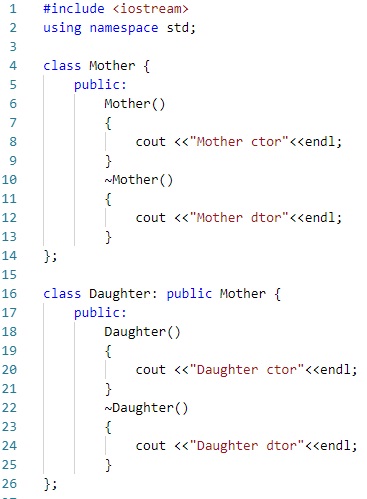 1 #include <iostream>
2 using namespace std;
3
4 class Mother {
5 public:
6 Mother()
7 {
8 cout <<"Mother ctor"<<endl;
9 }
10 ~Mother()
11 {
12 cout <<"Mother dtor"<<endl;
13 }
14 };
15
16 class Daughter: public Mother {
17 public:
18 Daughter()
19 {
20 cout <<"Daughter ctor"<<endl;
21 }
22 ~Daughter()
23 {
24 cout <<"Daughter dtor"<<endl;
25 }
26 };